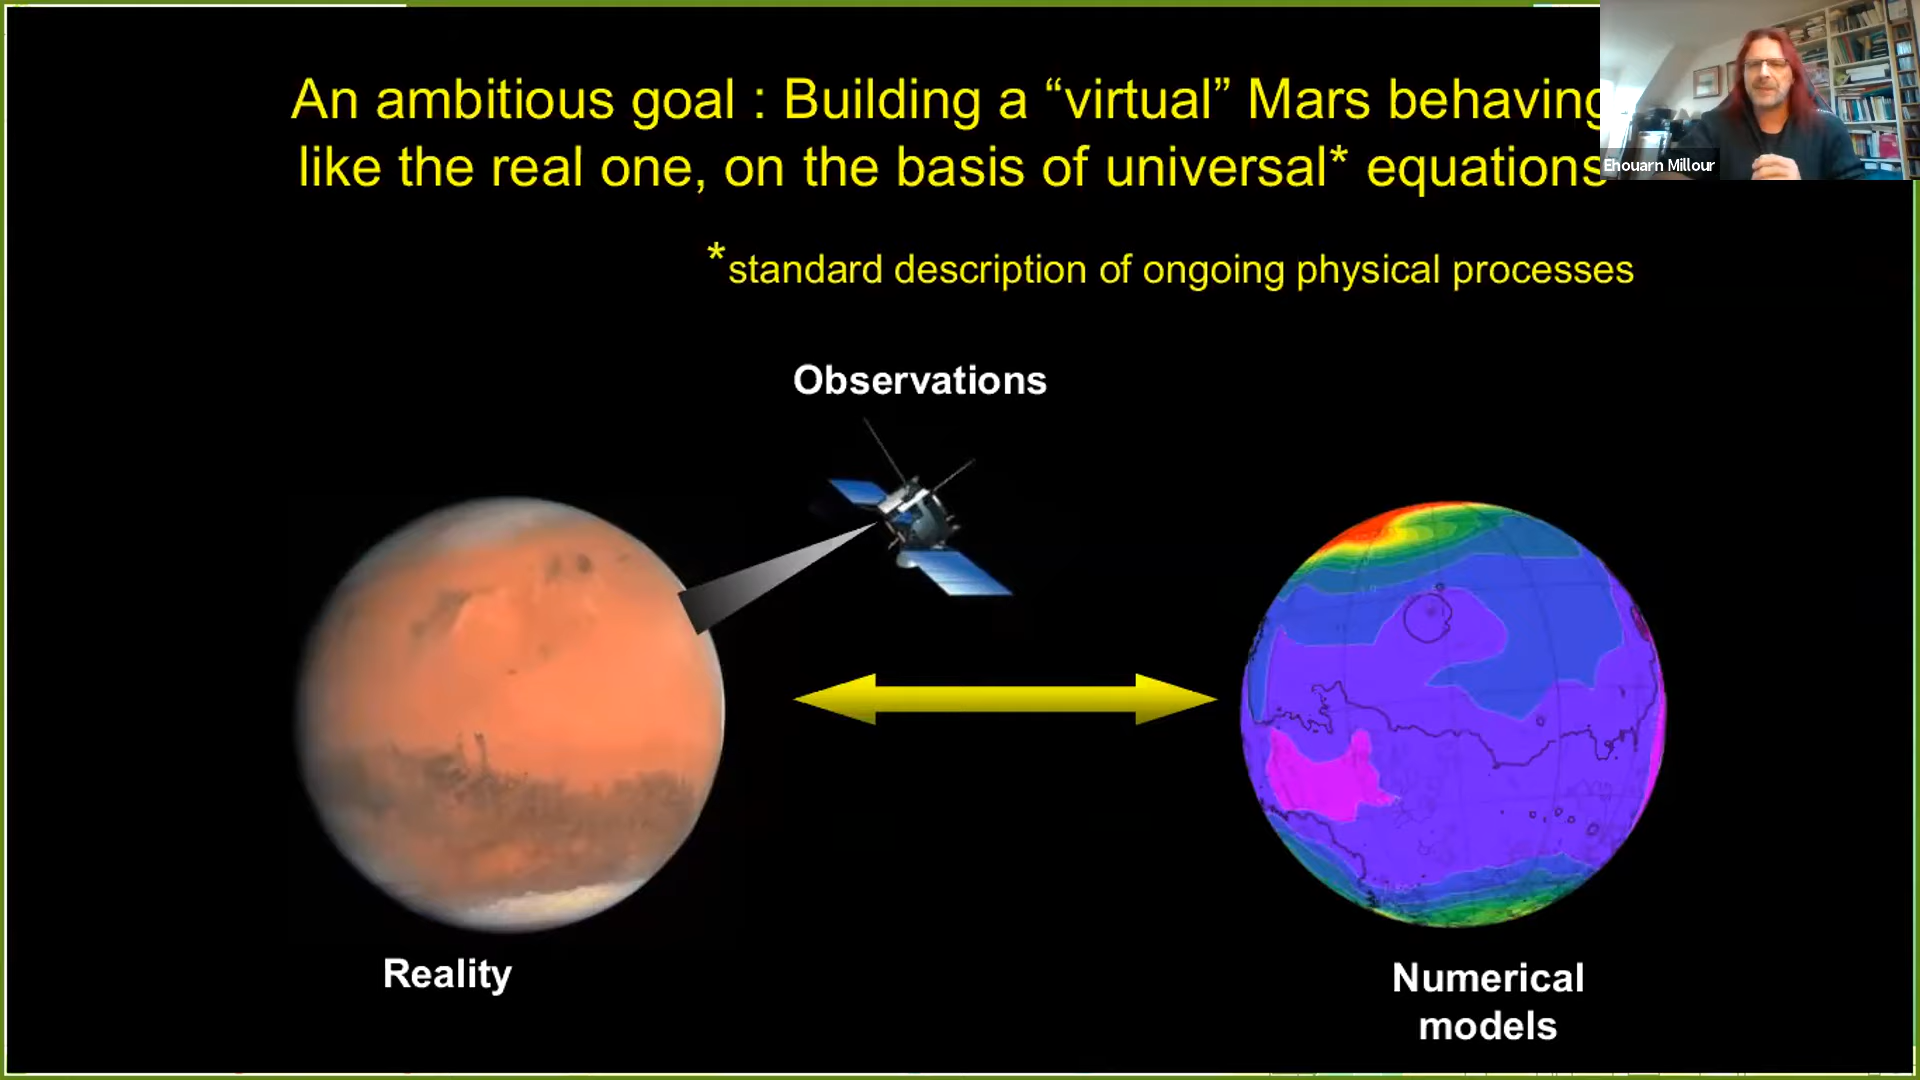 An ambitious goal : Building a “virtual” Mars behaving
like the real one, on the basis of universal* equations
*standard description of ongoing physical processes
Ehouarn Millour
Observations
Reality
Numerical
models